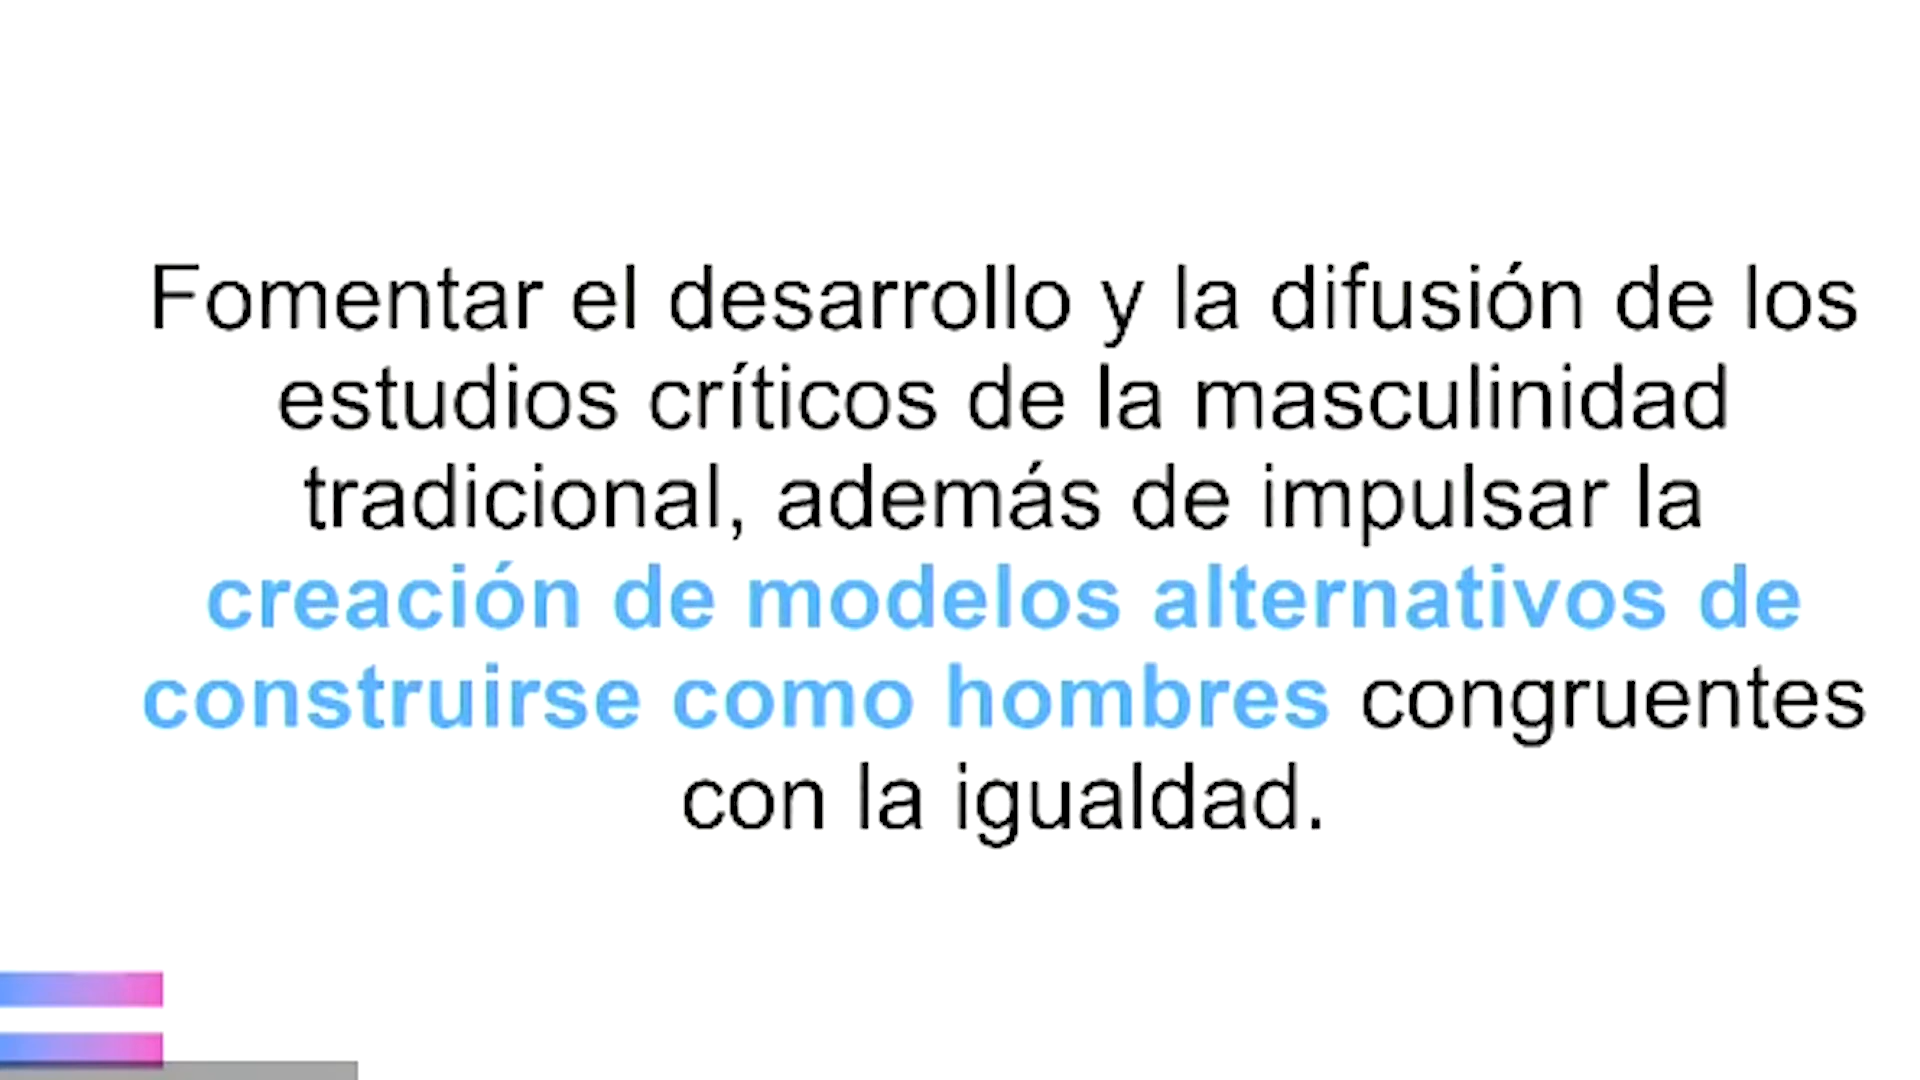 Fomentar el desarrollo y la difusión de los
estudios críticos de la masculinidad
tradicional, además de impulsar la
creación de modelos alternativos de
construirse como hombres congruentes
con la igualdad.